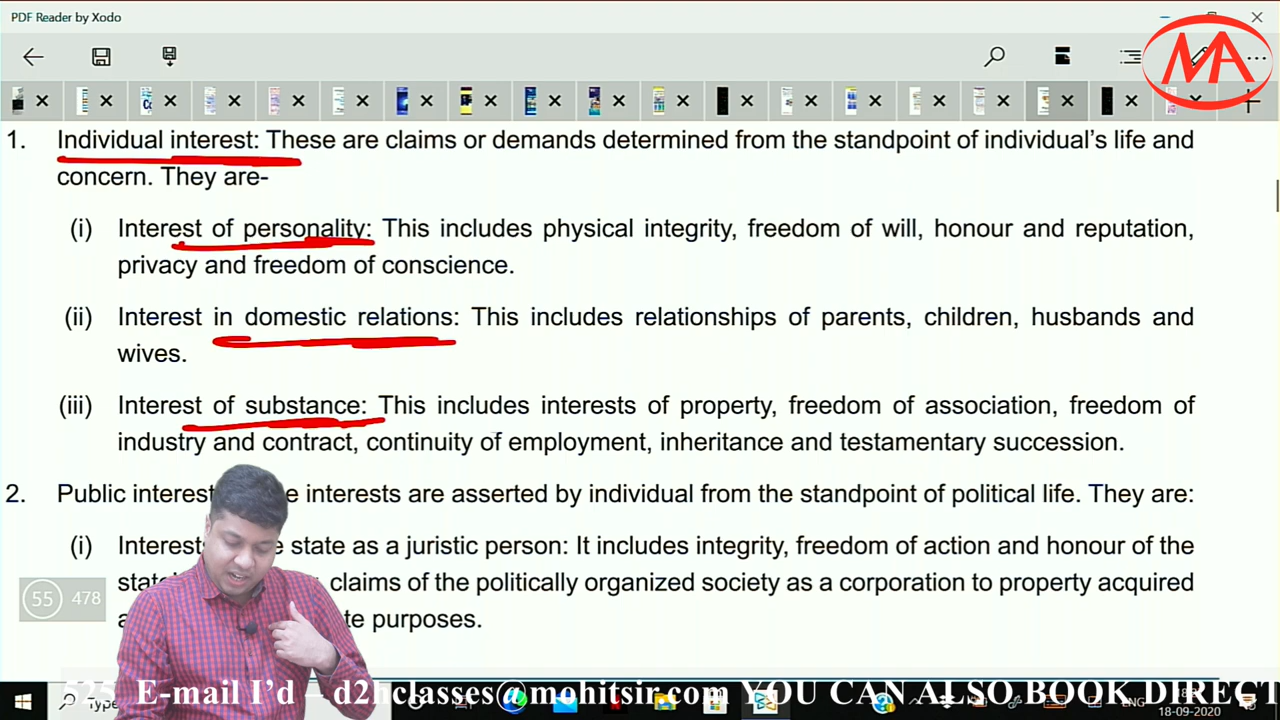 PDF Reader by Xodo
MA
1. Individual interest: These are claims or demands determined from the standpoint of individual's life and
concern. They are-
(i) Interest of personality: This includes physical integrity, freedom of will, honour and reputation,
privacy and freedom of conscience.
(ii) Interest in domestic relations: This includes relationships of parents, children, husbands and
wives.
(iii) Interest of substance: This includes interests of property, freedom of association, freedom of
industry and contract, continuity of employment, inheritance and testamentary succession.
2. Public interest interests are asserted by individual from the standpoint of political life. They are:
(i) Interest state as a juristic person: It includes integrity, freedom of action and honour of the
claims of the politically organized society as a corporation to property acquired
purposes.
55 478
525 E-mail I'd – d2hclasses@mohitsir.com YOU CAN ALSO BOOK DIRECT
Type
ENG
18-09-2020